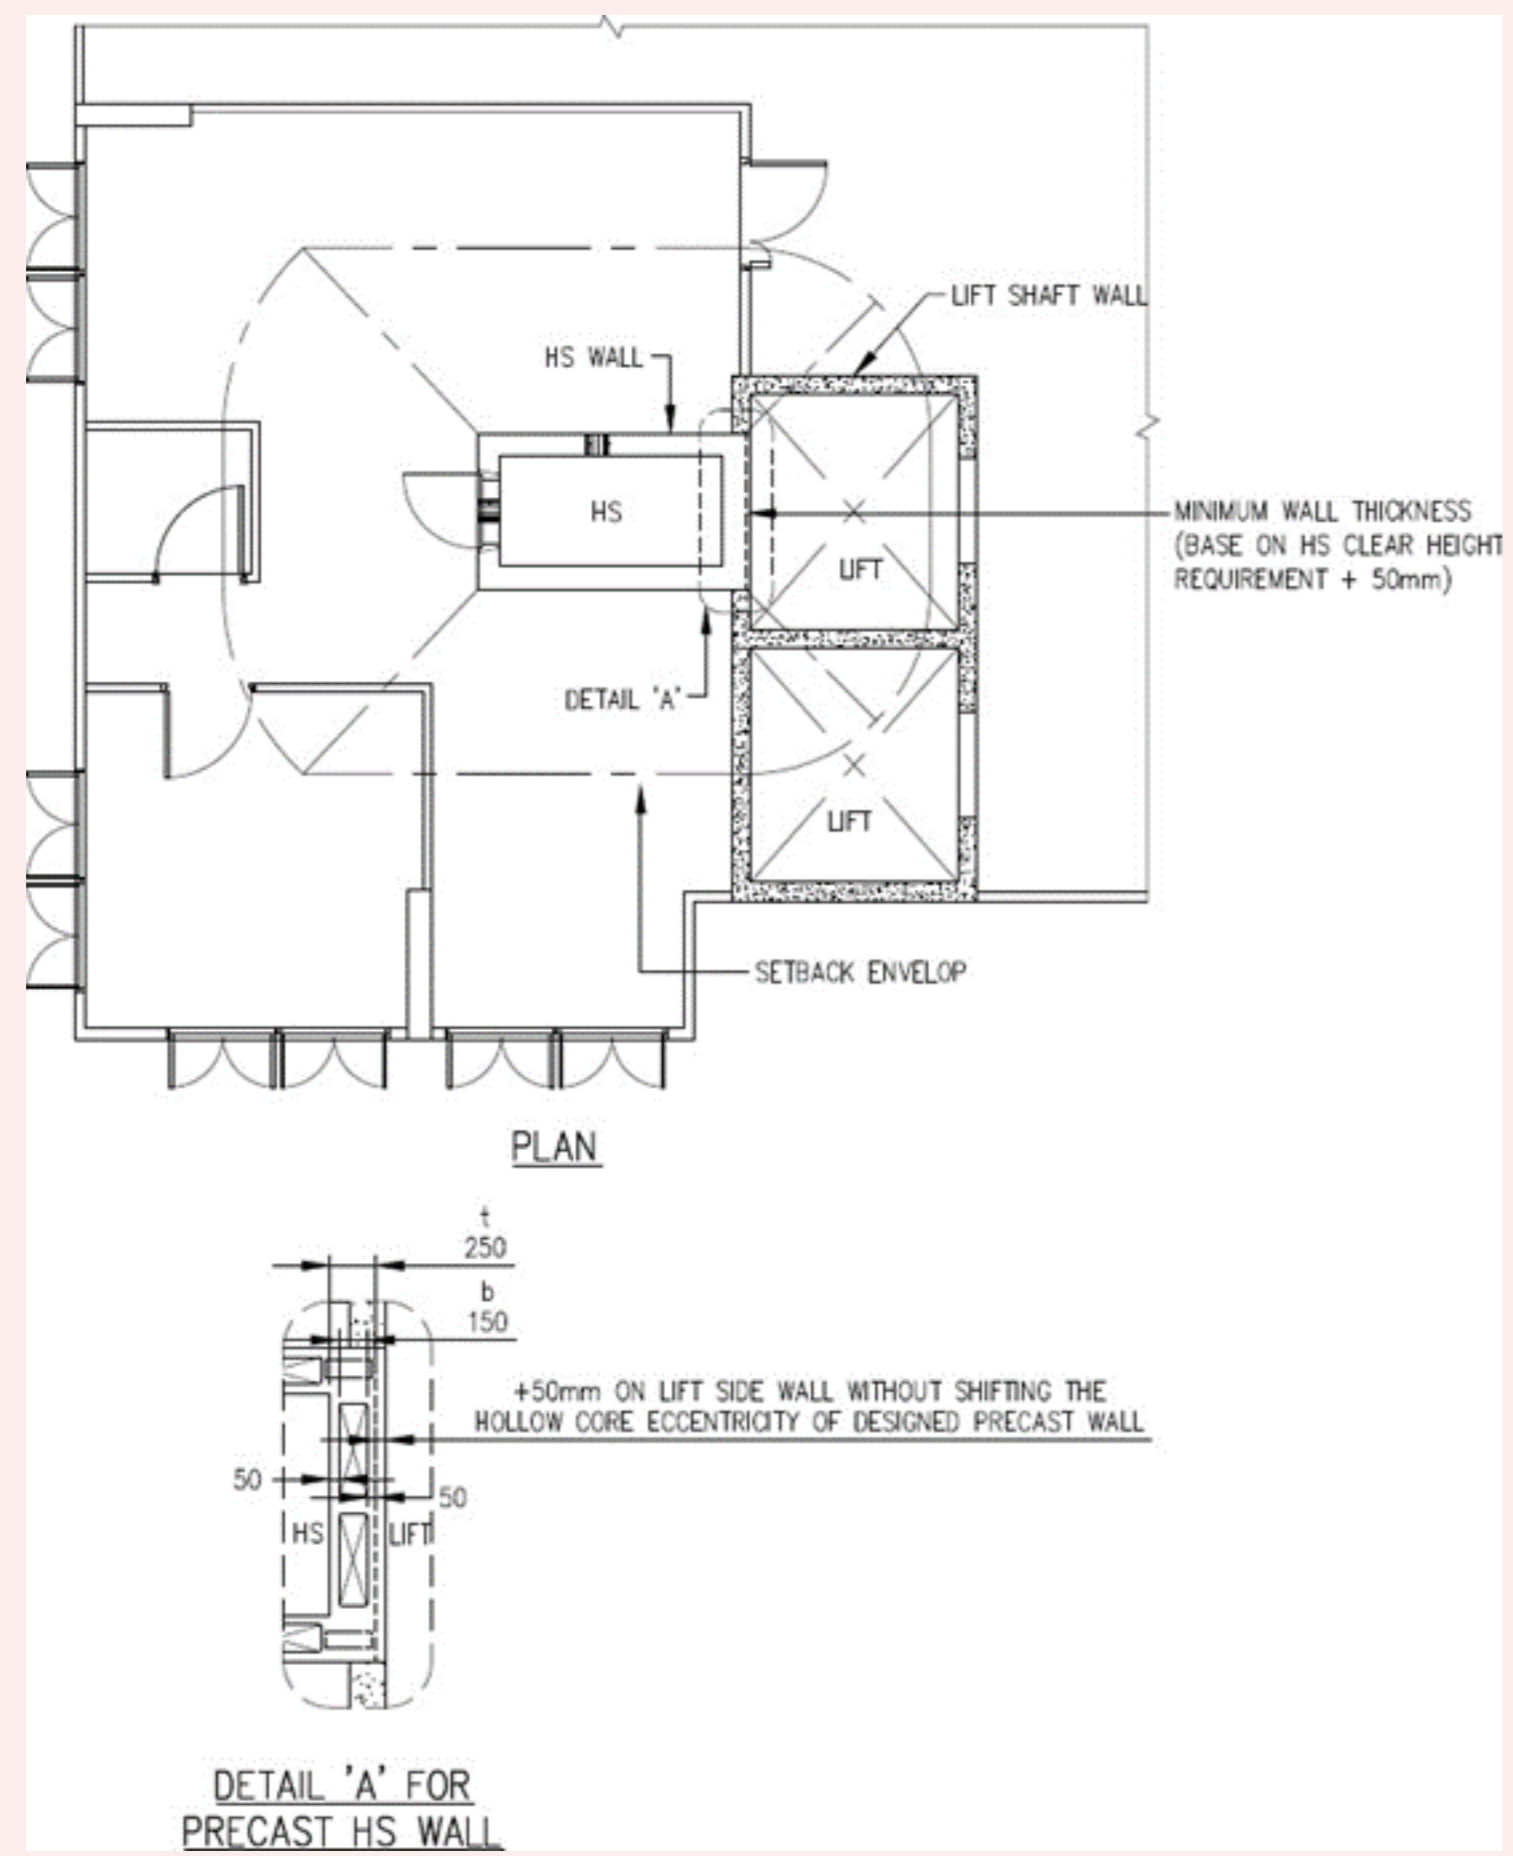 LIFT SHAFT WALL
HS WALL
HS
MINIMUM WALL THICKNESS
(BASE ON HS CLEAR HEIGHT
REQUIREMENT + 50mm)
LIFT
DETAIL 'A'
LIFT
SETBACK ENVELOP
PLAN
t
250
b
150
+50mm ON LIFT SIDE WALL WITHOUT SHIFTING THE
HOLLOW CORE ECCENTRICITY OF DESIGNED PRECAST WALL
50
50
HS
LIFT
DETAIL 'A' FOR
PRECAST HS WALL